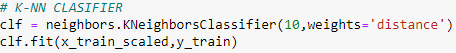 # K-NN CLASIFIER
clf = neighbors.KNeighborsClassifier(10,weights='distance')
clf.fit(x_train_scaled,y_train)